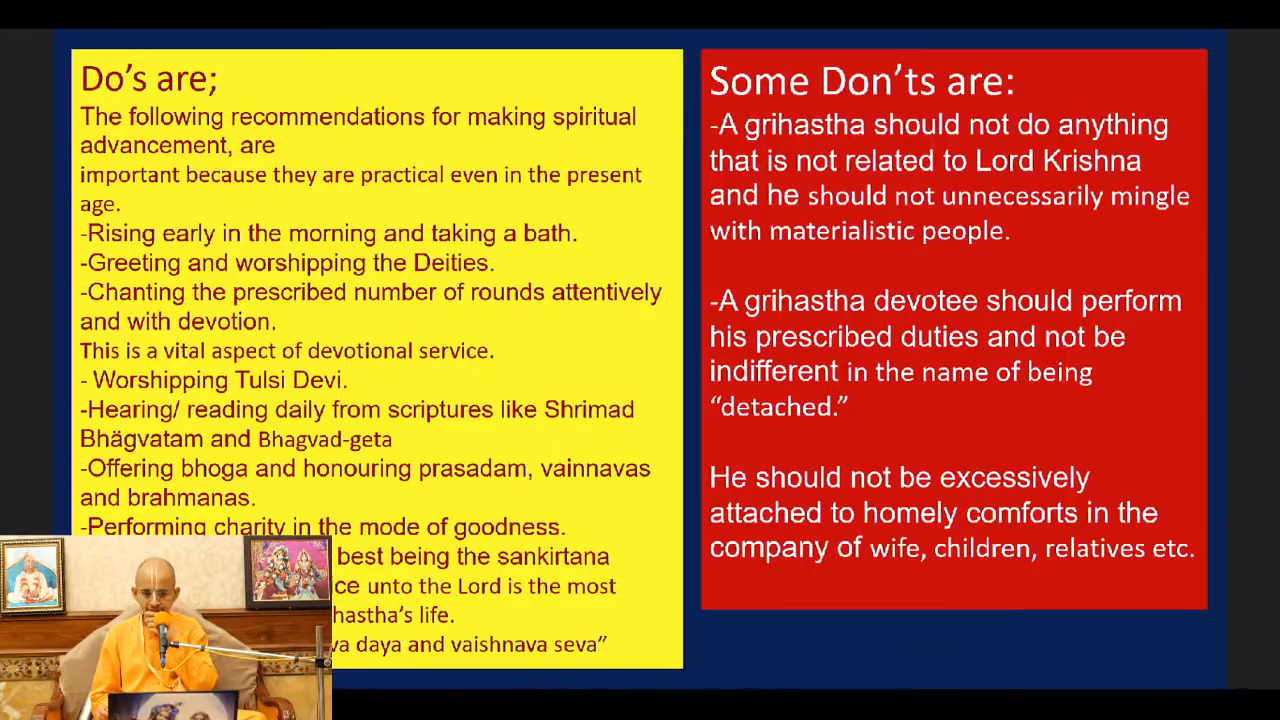 Do's are;
The following recommendations for making spiritual
advancement, are
important because they are practical even in the present
age.
-Rising early in the morning and taking a bath.
-Greeting and worshipping the Deities.
-Chanting the prescribed number of rounds attentively
and with devotion.
This is a vital aspect of devotional service.
- Worshipping Tulsi Devi.
-Hearing/ reading daily from scriptures like Shrimad
Bhägvatam and Bhagvad-geta
-Offering bhoga and honouring prasadam, vainnavas
and brahmanas.
-Performing charity in the mode of goodness.
best being the sankirtana
ce unto the Lord is the most
hastha's life.
va daya and vaishnava seva”
Some Don'ts are:
-A grihastha should not do anything
that is not related to Lord Krishna
and he should not unnecessarily mingle
with materialistic people.
-A grihastha devotee should perform
his prescribed duties and not be
indifferent in the name of being
“detached.”
He should not be excessively
attached to homely comforts in the
company of wife, children, relatives etc.